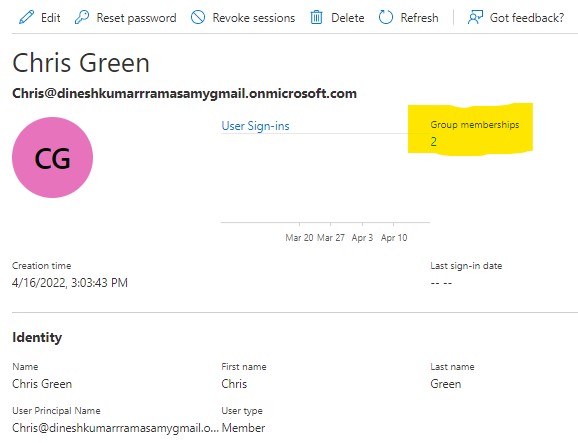 Edit Reset password Revoke sessions Delete Refresh Got feedback?
Chris Green
Chris@dineshkumarrramasamygmail.onmicrosoft.com
CG
User Sign-ins
Group memberships
2
Mar 20 Mar 27 Apr 3 Apr 10
Creation time Last sign-in date
4/16/2022, 3:03:43 PM -- --
Identity
Name First name Last name
Chris Green Chris Green
User Principal Name User type
Chris@dineshkumarrramasamygmail.o... Member